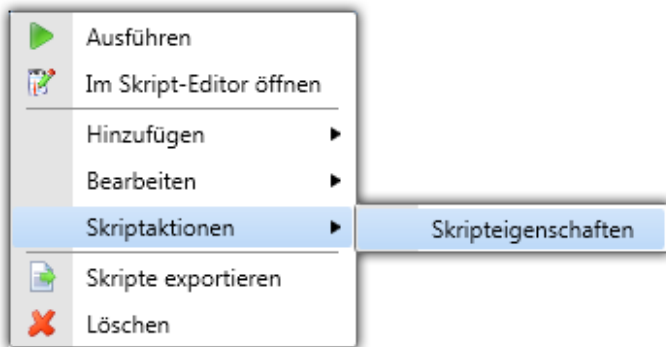 Ausführen
Im Skript-Editor öffnen
Hinzufügen
Bearbeiten
Skriptaktionen
Skripteigenschaften
Skripte exportieren
Löschen